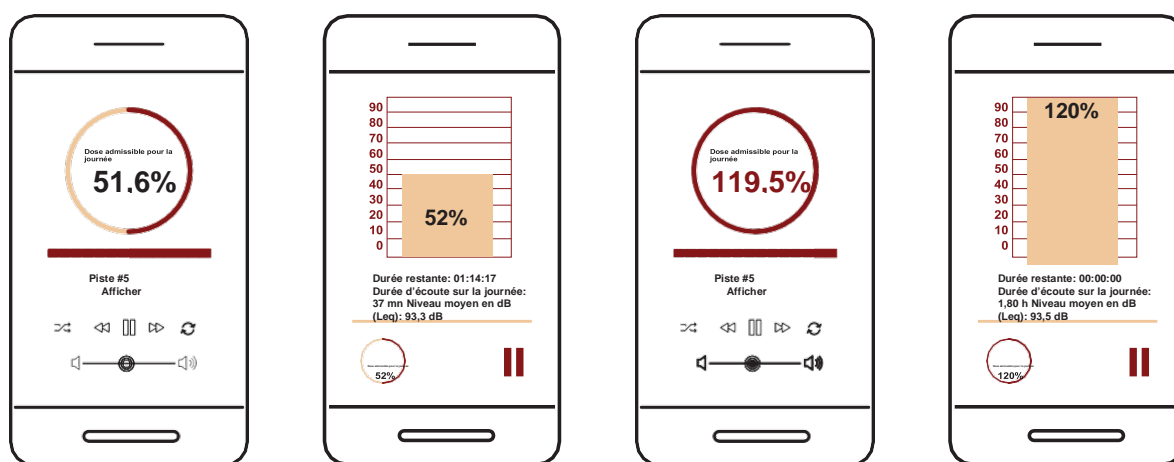 Dose admissible pour la
journée
51,6%
Piste #5
Afficher
90
80
70
60
50
40
30
20
10
0
52%
Durée restante: 01:14:17
Durée d'écoute sur la journée:
37 mn Niveau moyen en dB
(Leq): 93,3 dB
52%
Dose admissible pour la
journée
119,5%
Piste #5
Afficher
90
80
70
60
50
40
30
20
10
0
120%
Durée restante: 00:00:00
Durée d'écoute sur la journée:
1,80 h Niveau moyen en dB
(Leq): 93,5 dB
120%